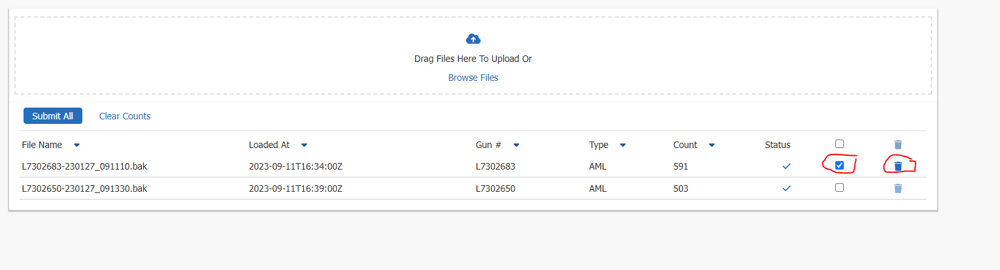 Drag Files Here To Upload Or
Browse Files
Submit All Clear Counts
File Name Loaded At Gun # Type Count Status
L7302683-230127_091110.bak 2023-09-11T16:34:00Z L7302683 AML 591
L7302650-230127_091330.bak 2023-09-11T16:39:00Z L7302650 AML 503